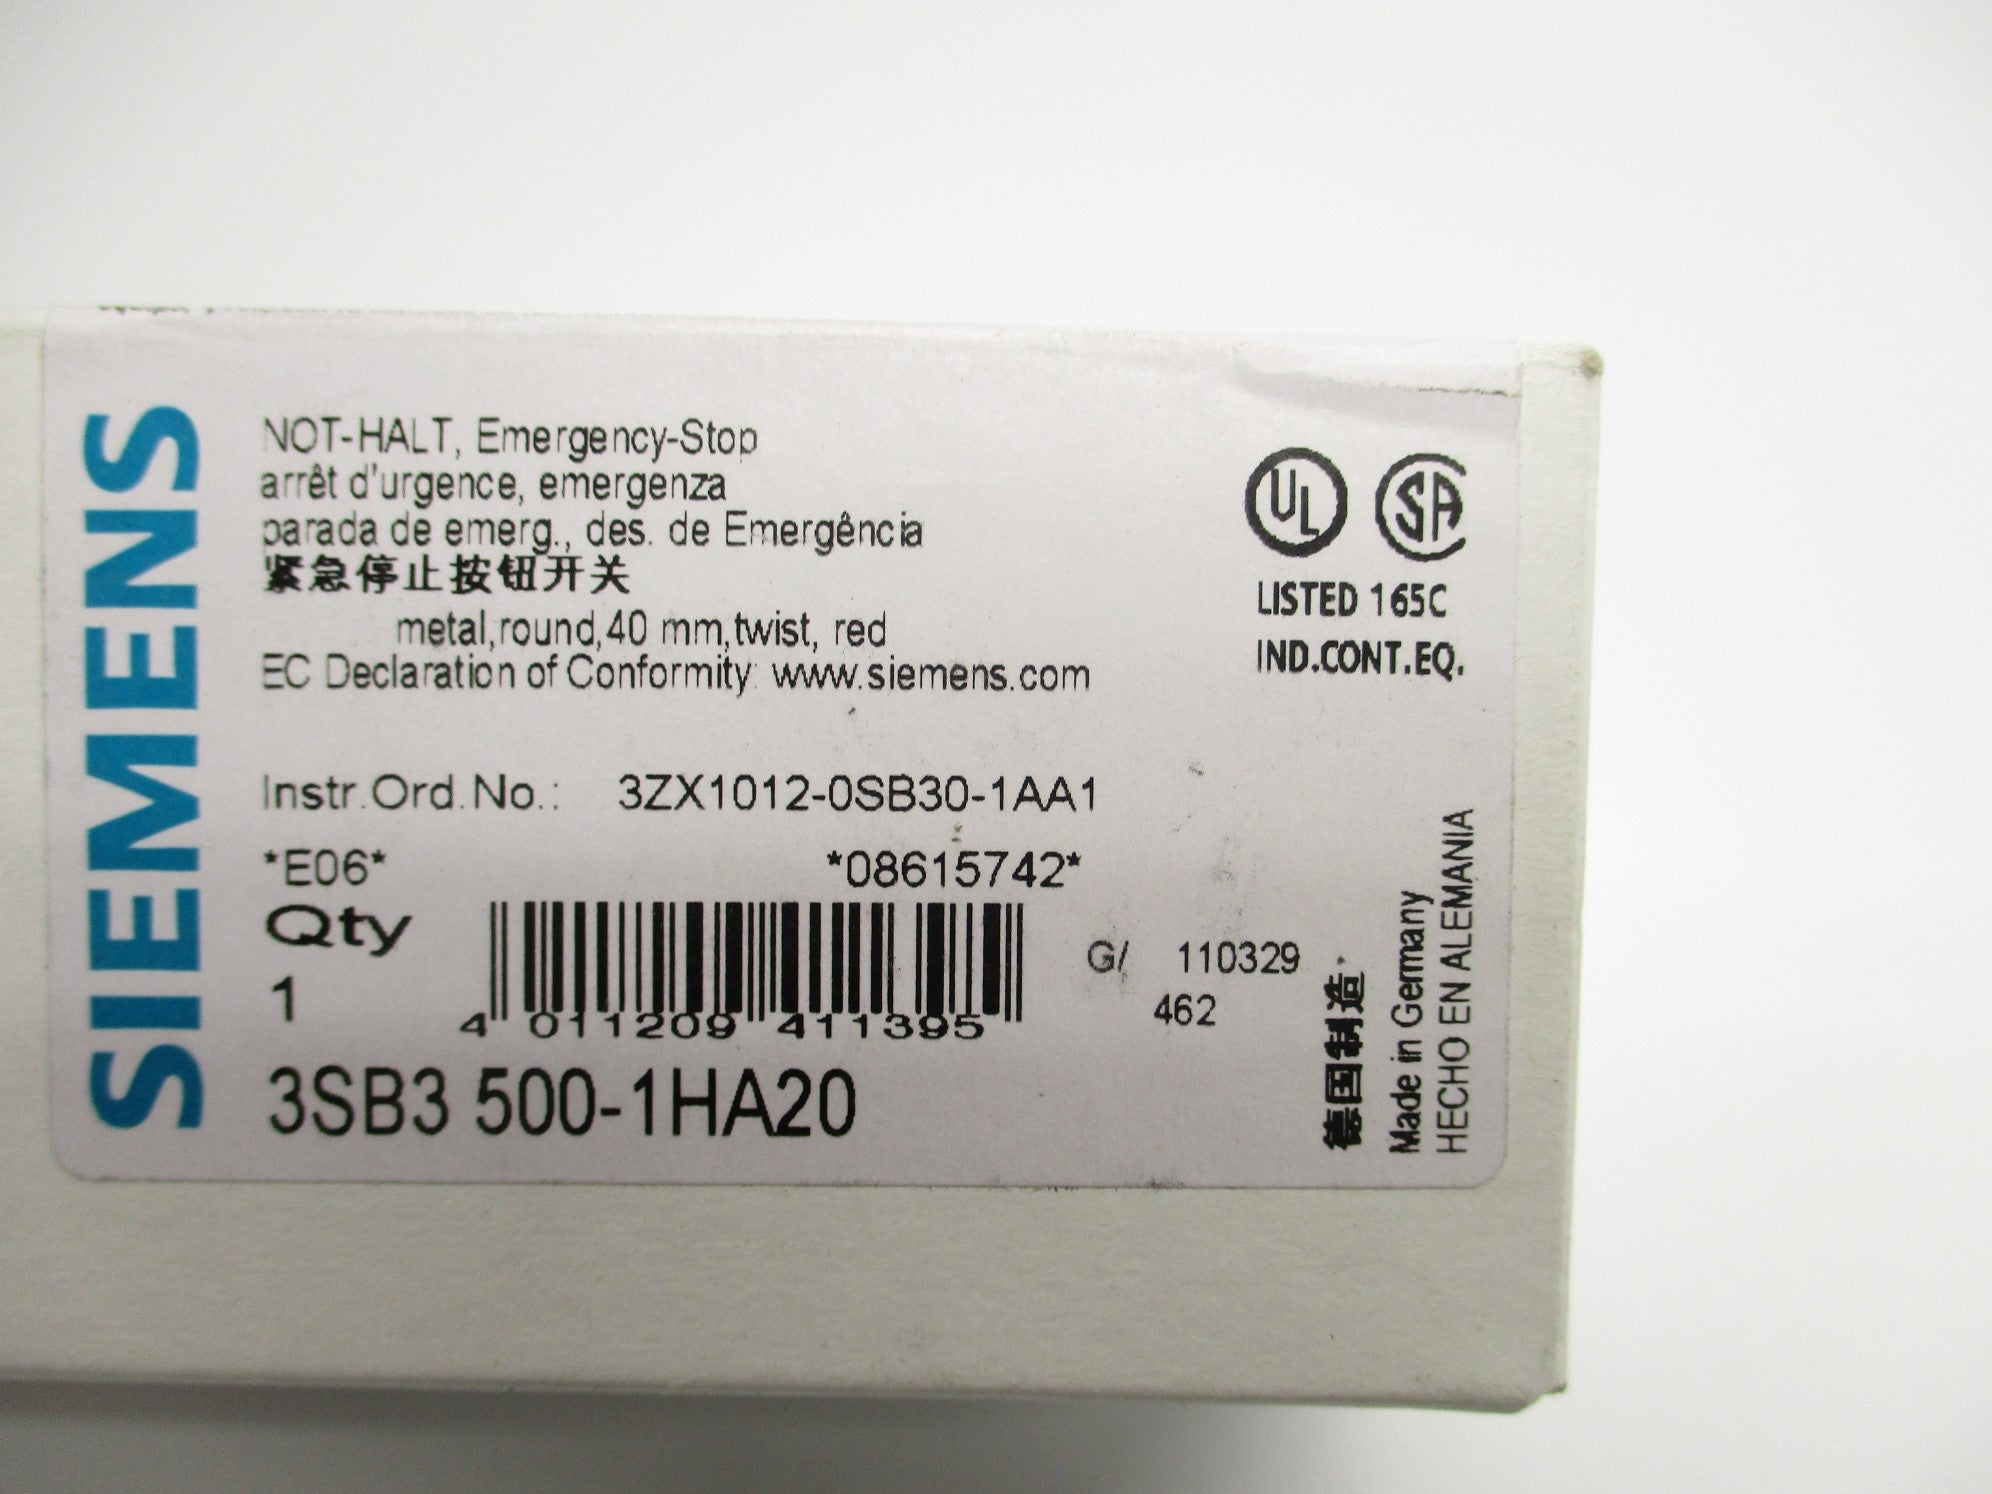 SIEMENS
NOT-HALT, Emergency-Stop
arrêt d'urgence, emergenza
parada de emerg., des. de Emergência
紧急停止按钮开关
metal,round,40 mm,twist, red
EC Declaration of Conformity: www.siemens.com
UL SA
LISTED 165C
IND.CONT.EQ.
Instr.Ord.No.: 3ZX1012-0SB30-1AA1
*E06* *08615742*
Qty
1
4 011209 411395
G/ 110329
462
3SB3 500-1HA20
德国制造
Made in Germany
HECHO EN ALEMANIA